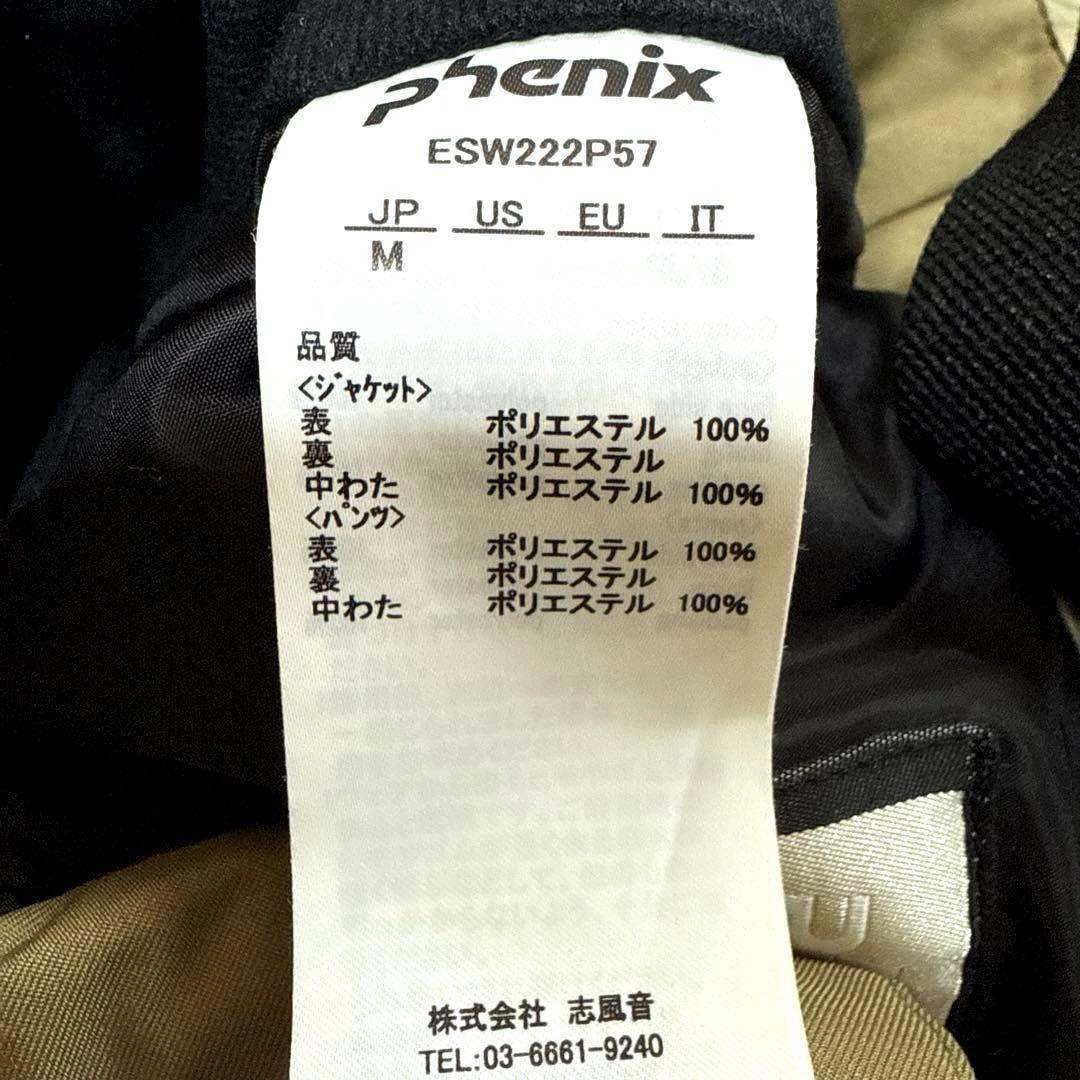 phenix
ESW222P57
JP US EU IT
M
品質
<ジャケット>
表 ポリエステル 100%
裏 ポリエステル
中わた ポリエステル 100%
<パンツ>
表 ポリエステル 100%
裏 ポリエステル
中わた ポリエステル 100%
U
株式会社 志風音
TEL:03-6661-9240